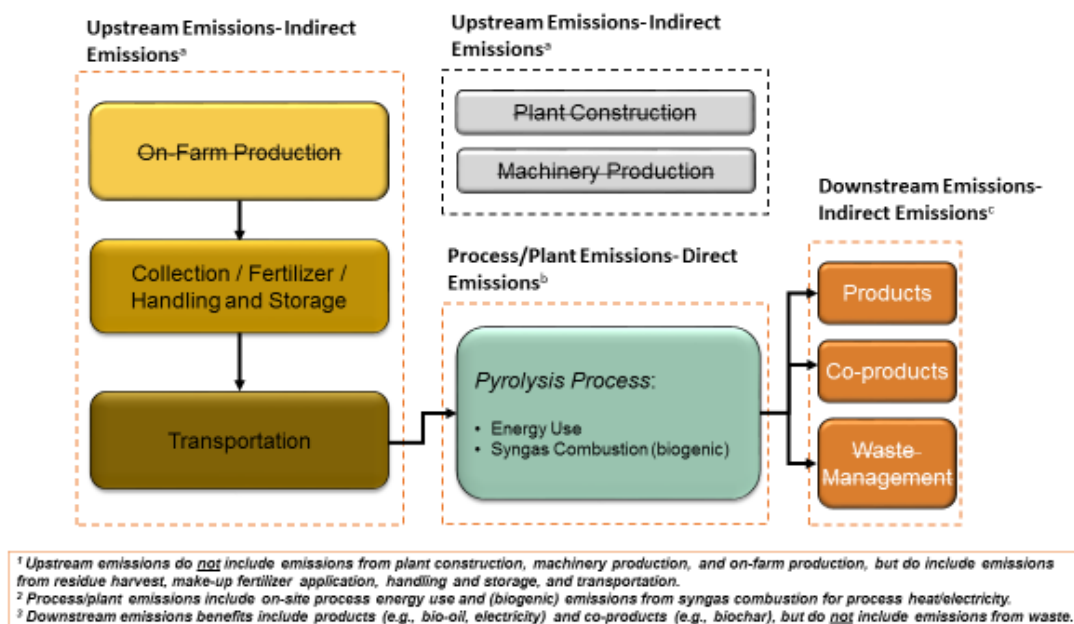 Upstream Emissions- Indirect
Emissionsᵃ
On-Farm Production
Collection / Fertilizer /
Handling and Storage
Transportation
Upstream Emissions-Indirect
Emissionsᵃ
Plant Construction
Machinery Production
Process/Plant Emissions- Direct
Emissionsᵇ
Pyrolysis Process:
• Energy Use
• Syngas Combustion (biogenic)
Downstream Emissions-
Indirect Emissionsᶜ
Products
Co-products
Waste
Management
¹ Upstream emissions do not include emissions from plant construction, machinery production, and on-farm production, but do include emissions
from residue harvest, make-up fertilizer application, handling and storage, and transportation.
² Process/plant emissions include on-site process energy use and (biogenic) emissions from syngas combustion for process heat/electricity.
³ Downstream emissions benefits include products (e.g., bio-oil, electricity) and co-products (e.g., biochar), but do not include emissions from waste.